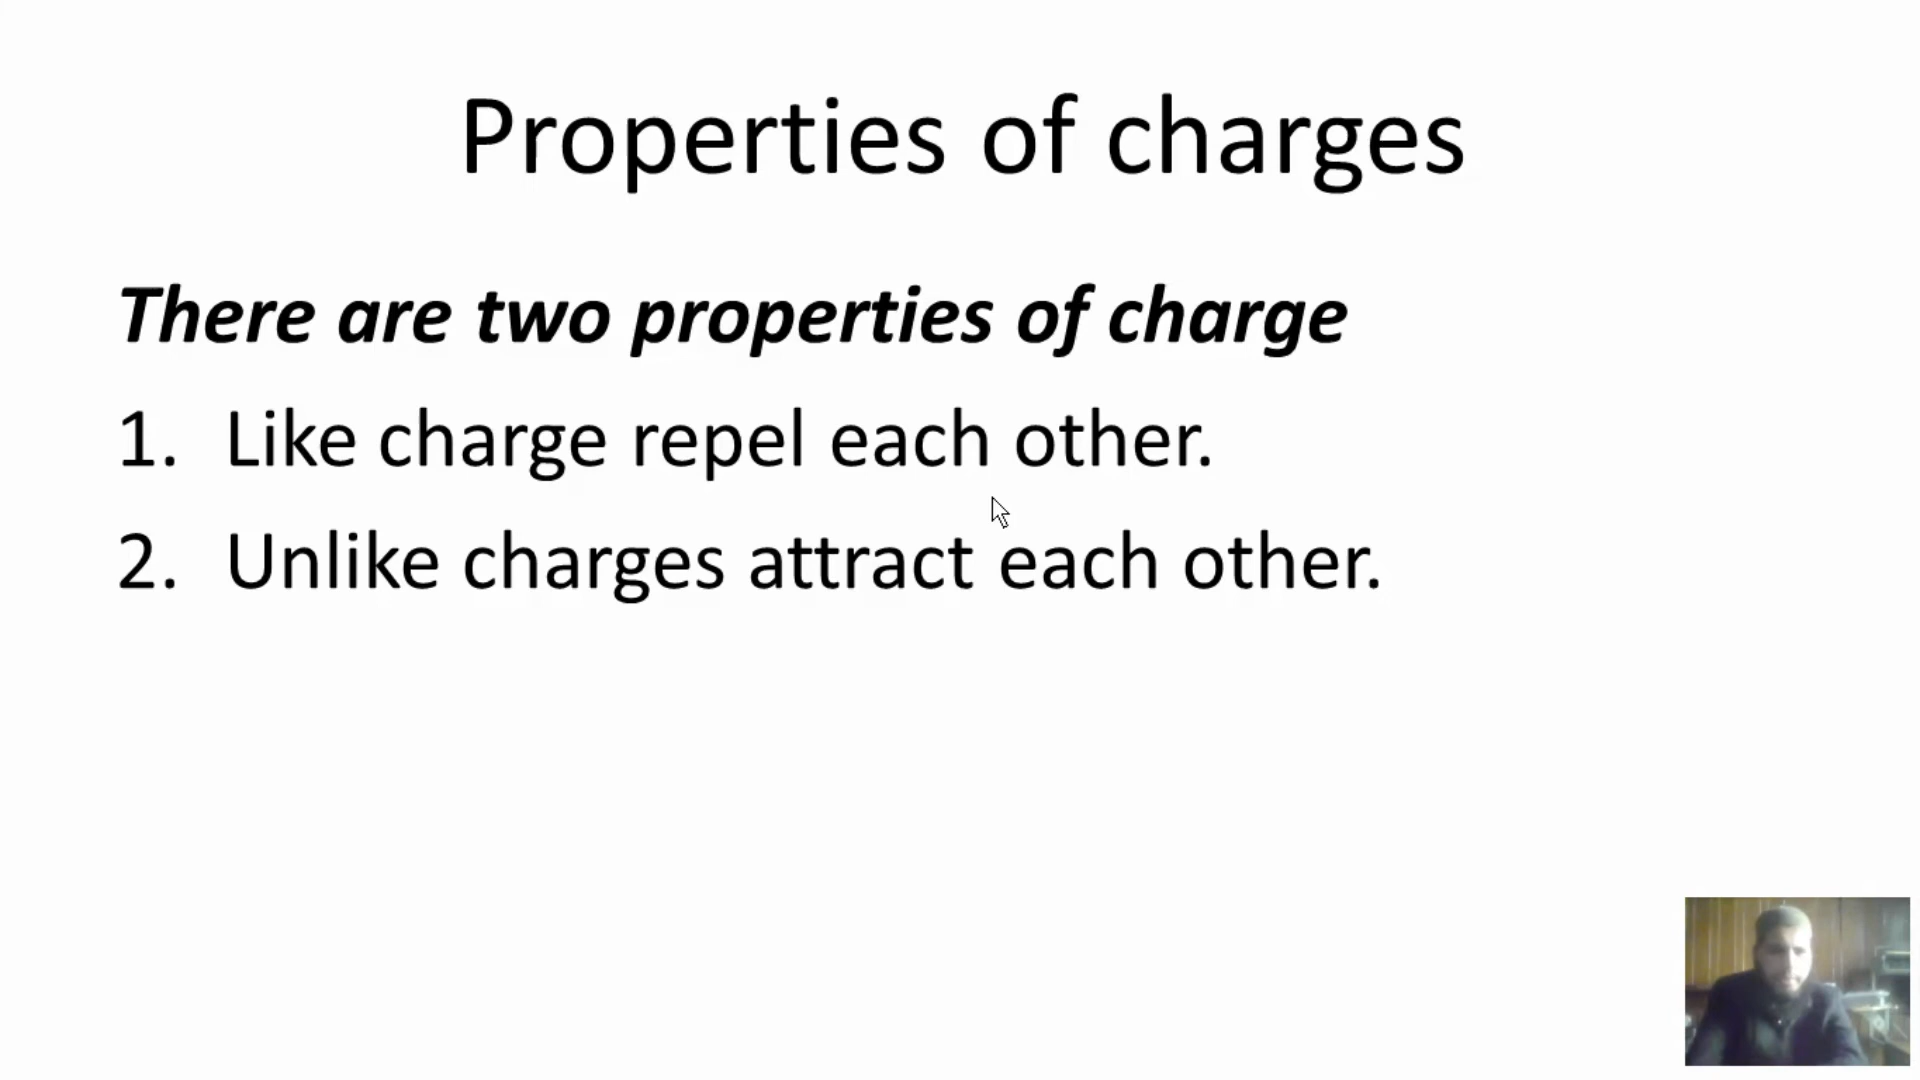 Properties of charges
There are two properties of charge
1. Like charge repel each other.
2. Unlike charges attract each other.